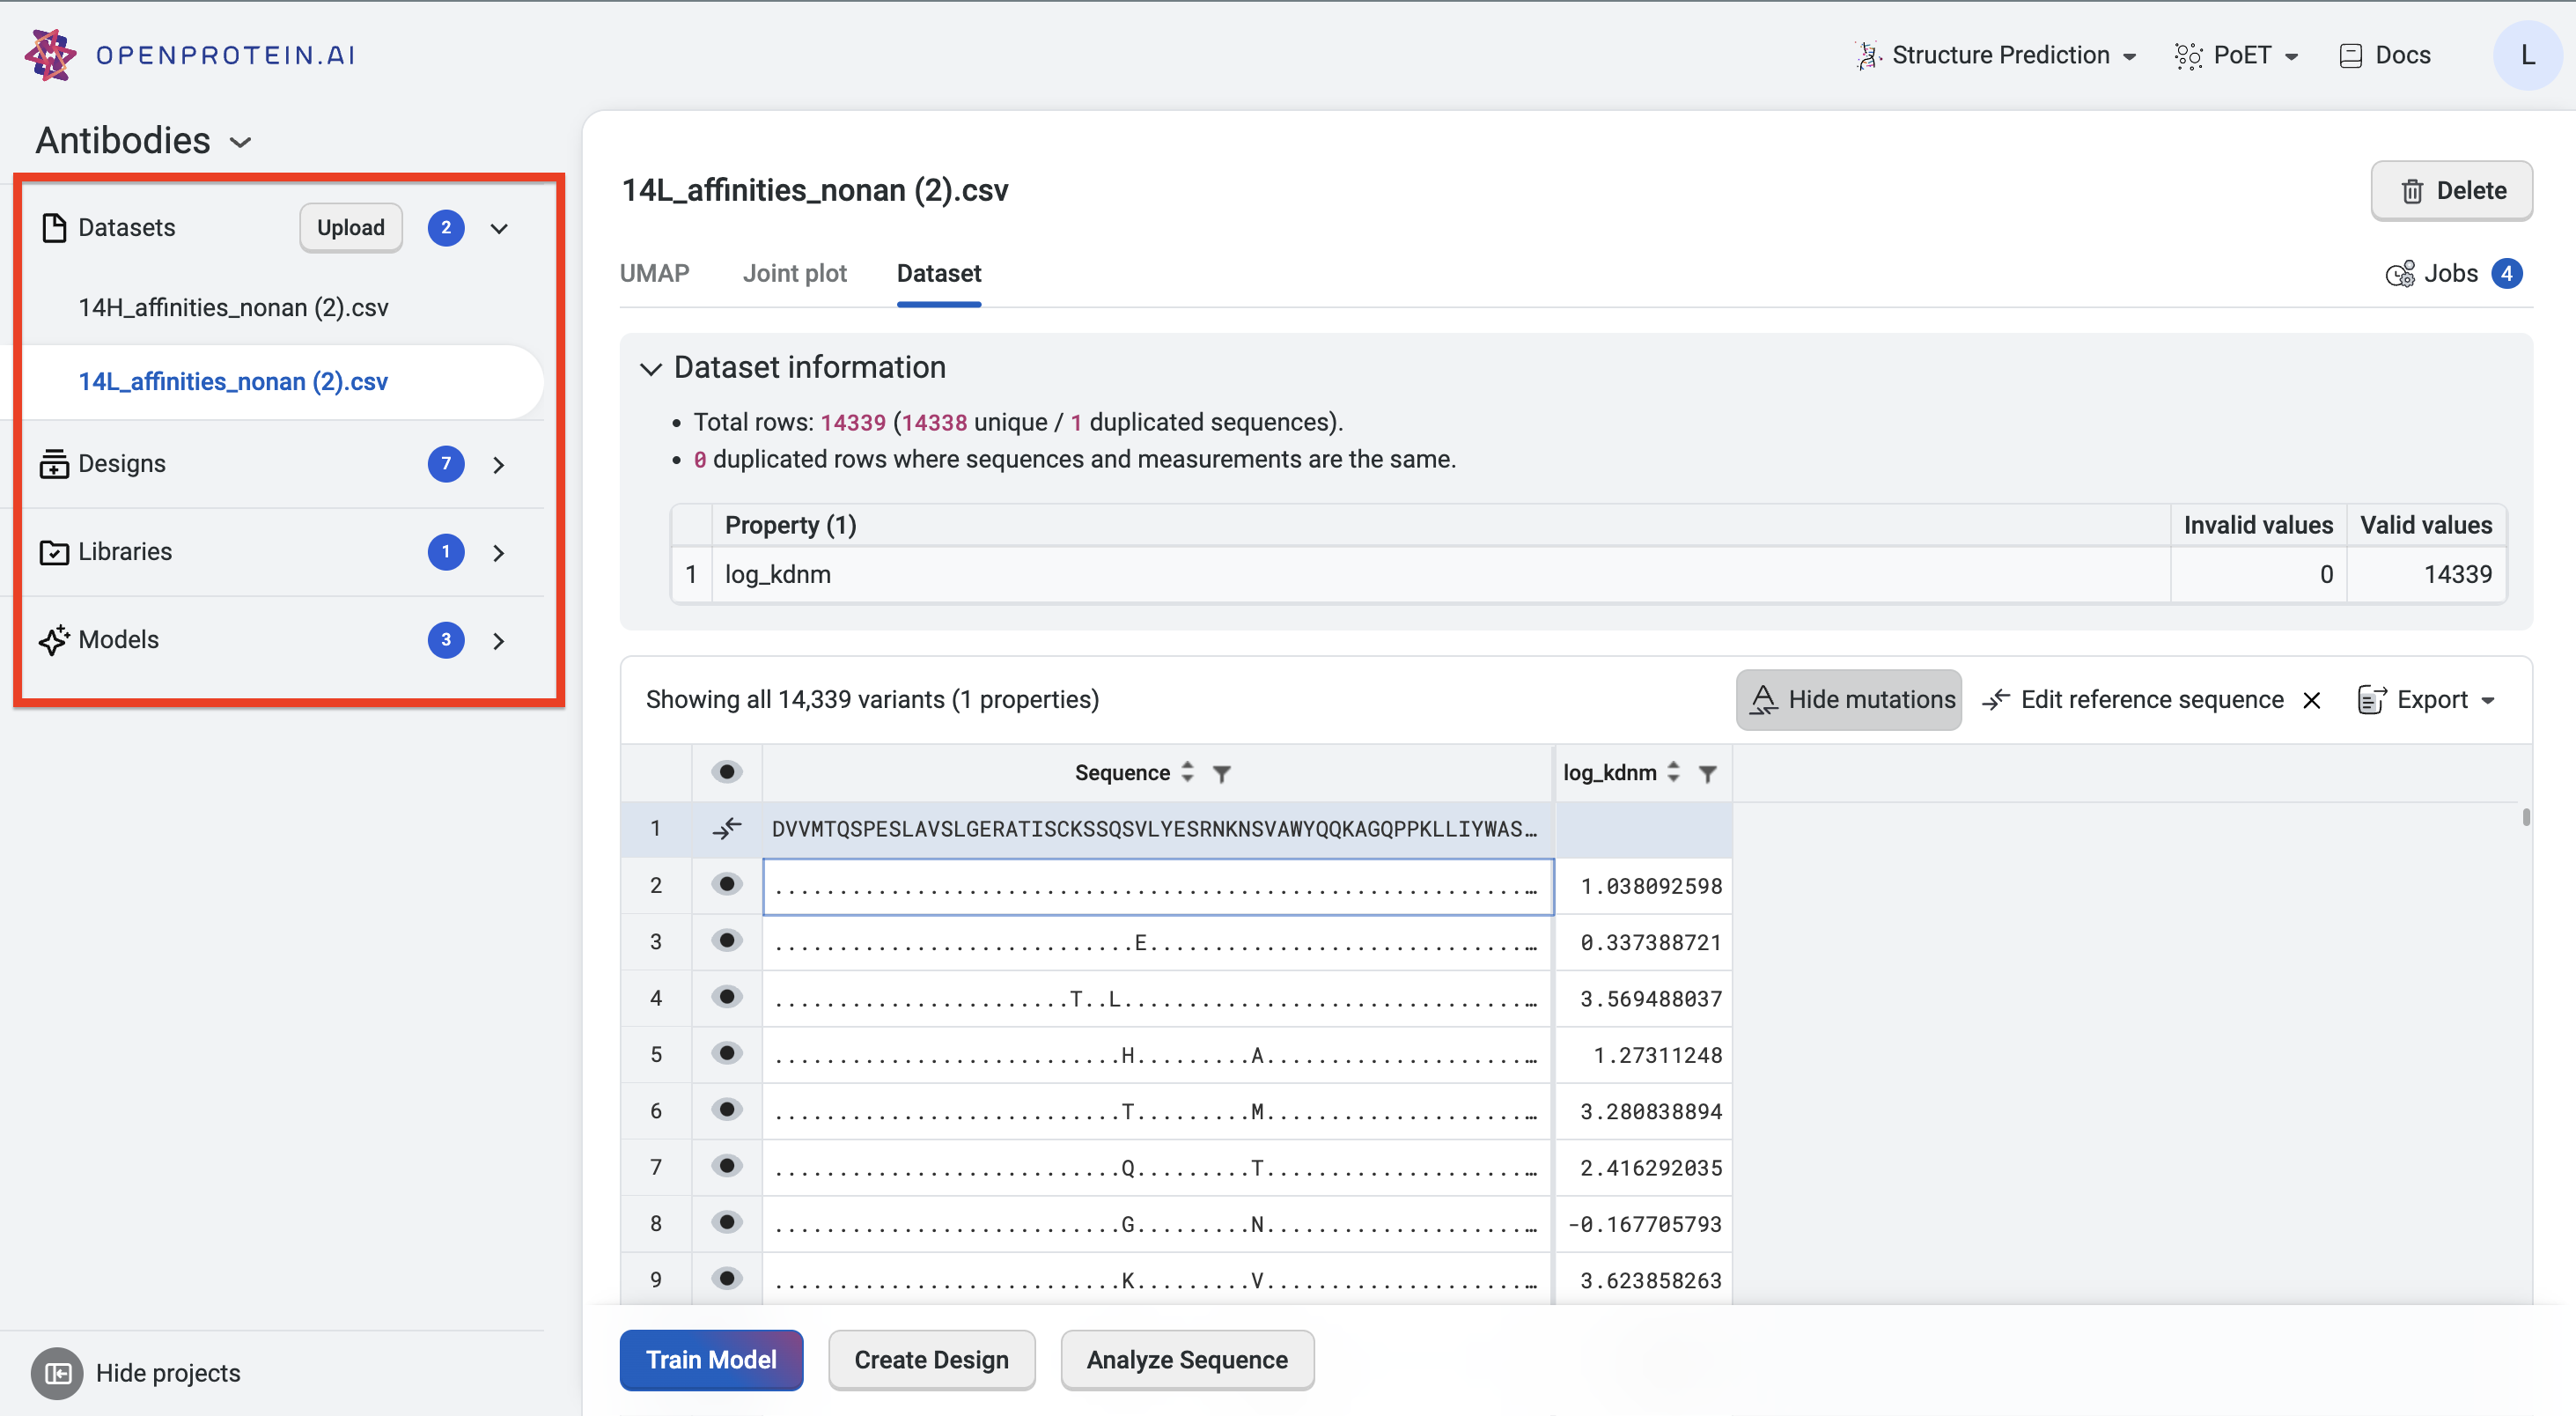 OPENPROTEIN.AI
Structure Prediction
PoET
Docs
L
Antibodies
Datasets
Upload
2
14H_affinities_nonan (2).csv
14L_affinities_nonan (2).csv
Designs
7
Libraries
1
Models
3
Hide projects
14L_affinities_nonan (2).csv
Delete
UMAP
Joint plot
Dataset
Jobs 4
Dataset information
• Total rows: 14339 (14338 unique / 1 duplicated sequences).
• 0 duplicated rows where sequences and measurements are the same.
Property (1) Invalid values Valid values
1 log_kdnm 0 14339
Showing all 14,339 variants (1 properties)
Hide mutations
Edit reference sequence
Export
Sequence log_kdnm
1 DVVMTQSPESLAVSLGERATISCKSSQSVLYESRNKNSVAWYQQKAGQPPKLLIYWAS…
2 ..........................................................… 1.038092598
3 ............................E.............................… 0.337388721
4 .......................T..L...............................… 3.569488037
5 ...........................H.........A....................… 1.27311248
6 ...........................T.........M....................… 3.280838894
7 ...........................Q.........T....................… 2.416292035
8 ...........................G.........N....................… -0.167705793
9 ...........................K.........V....................… 3.623858263
Train Model
Create Design
Analyze Sequence